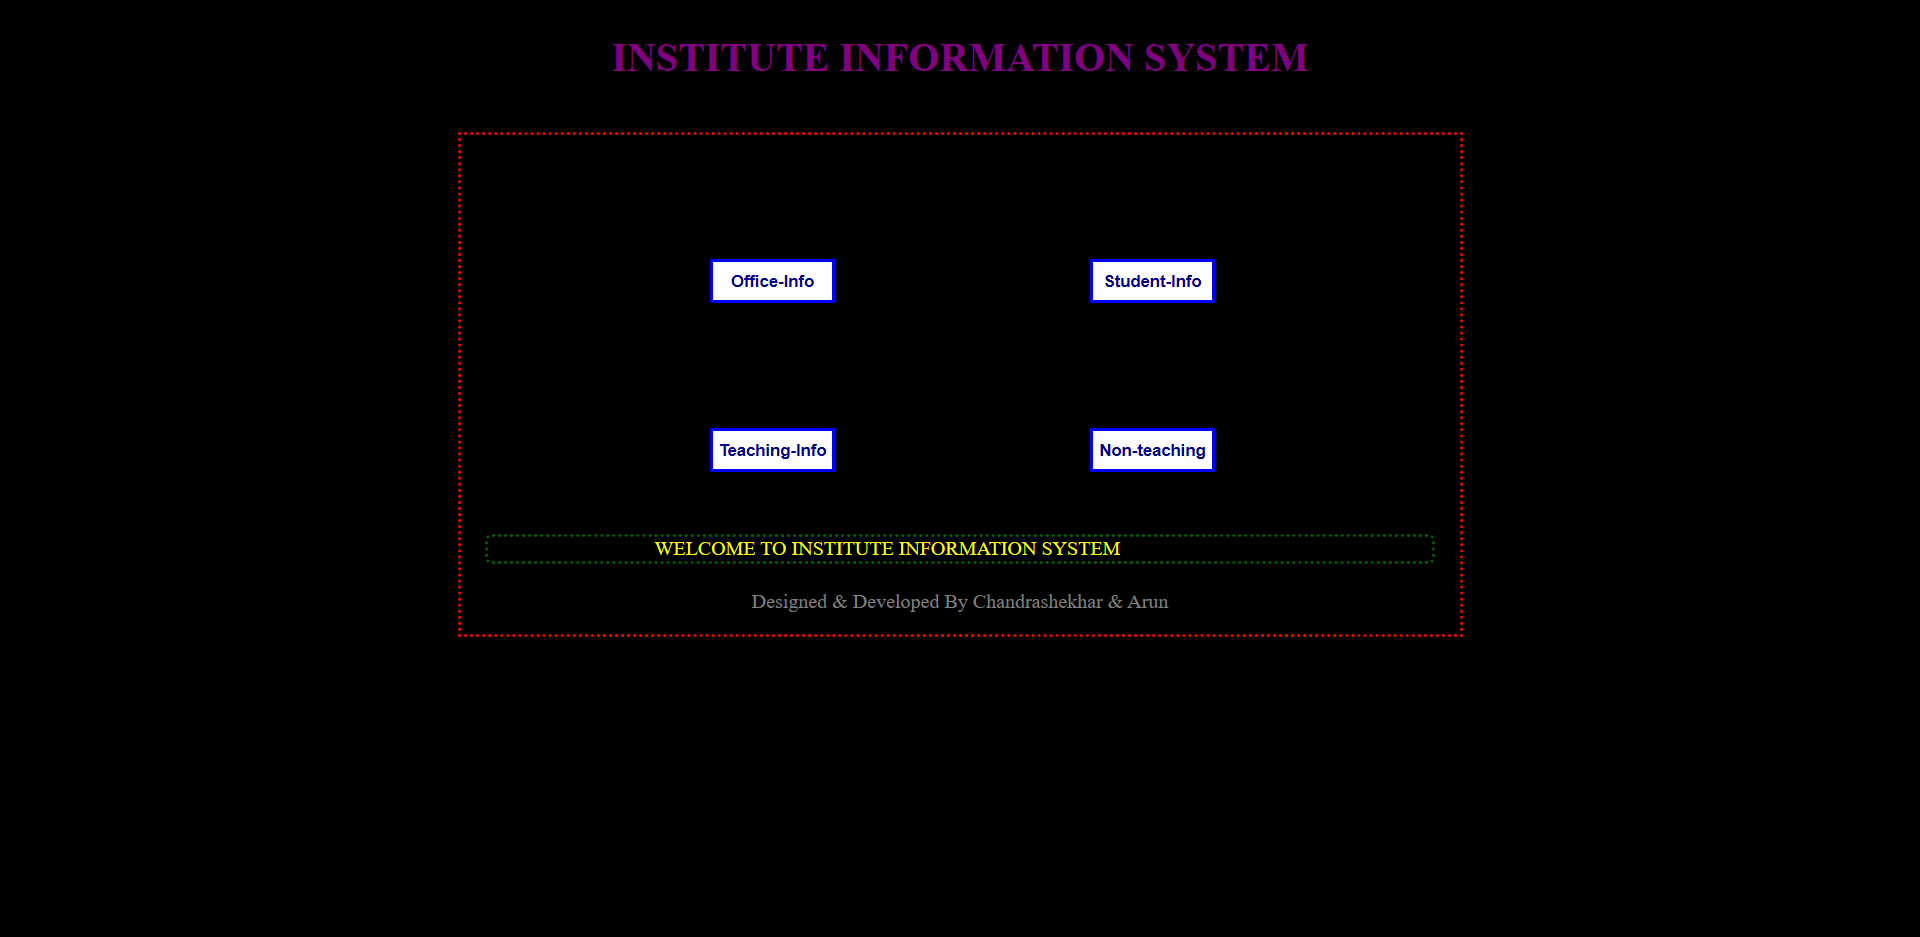 INSTITUTE INFORMATION SYSTEM
Office-Info Student-Info
Teaching-Info Non-teaching
WELCOME TO INSTITUTE INFORMATION SYSTEM
Designed & Developed By Chandrashekhar & Arun